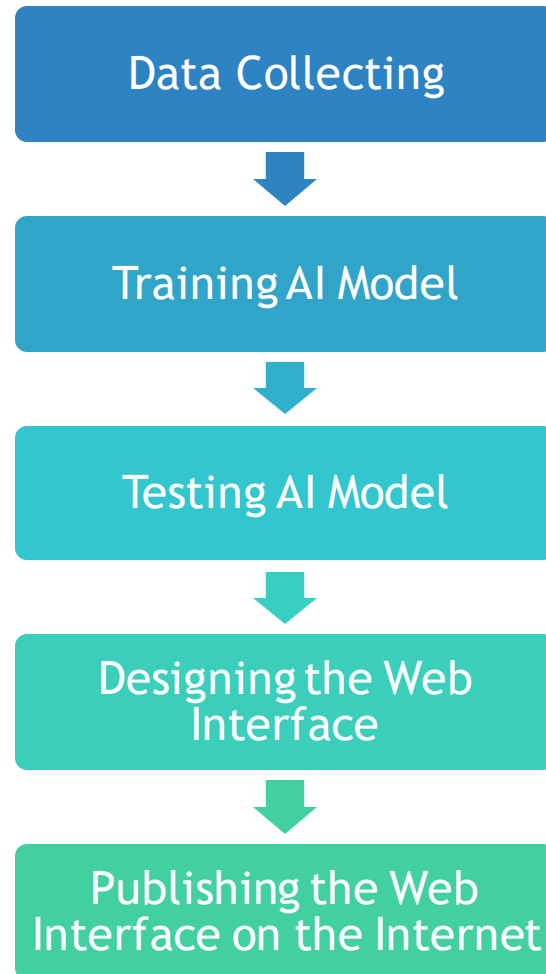 Data Collecting
Training AI Model
Testing AI Model
Designing the Web
Interface
Publishing the Web
Interface on the Internet